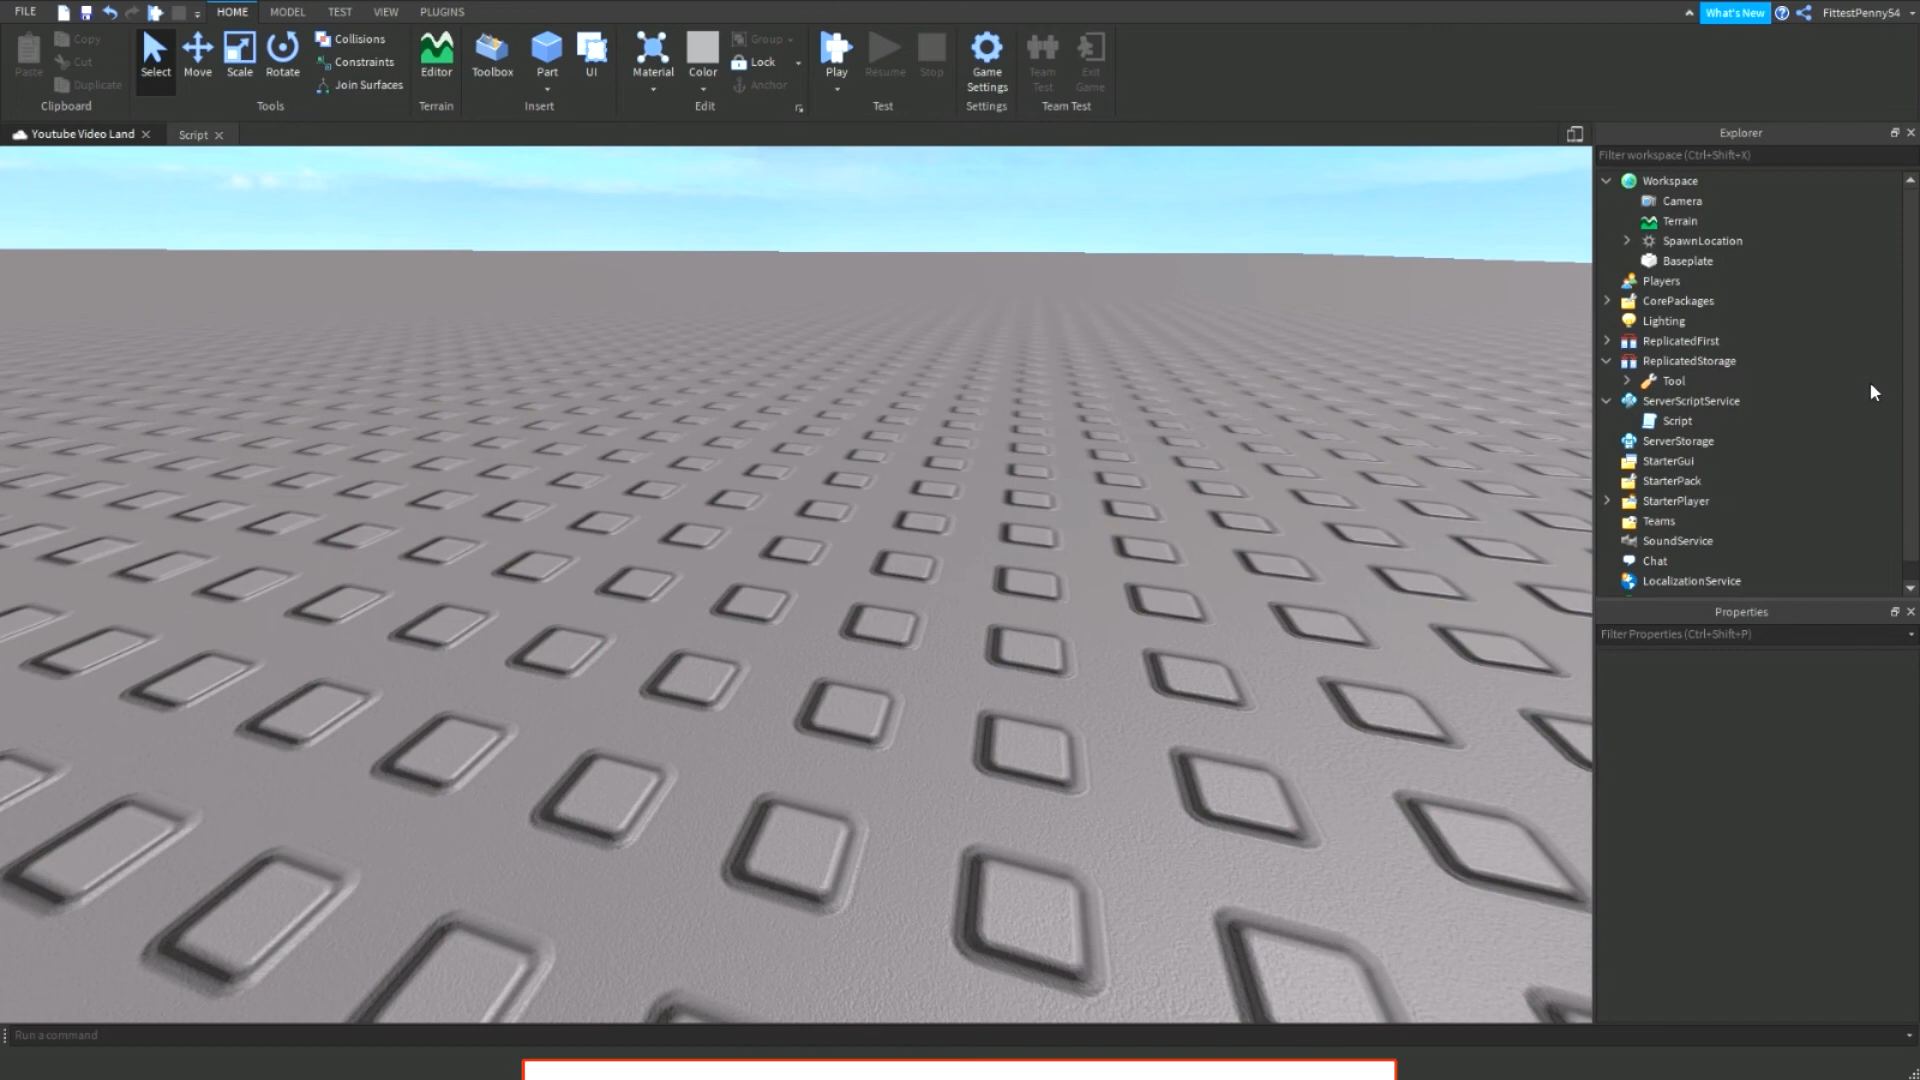 FILE HOME MODEL TEST VIEW PLUGINS What's New FittestPenny54
Copy
Cut
Paste Duplicate
Clipboard
Select Move Scale Rotate
Collisions
Constraints
Join Surfaces
Tools
Editor
Terrain
Toolbox Part UI
Insert
Material Color
Group
Lock
Anchor
Edit
Play Resume Stop
Test
Game Settings
Settings
Team Test
Exit Game
Team Test
Youtube Video Land
Script
Explorer
Filter workspace (Ctrl+Shift+X)
Workspace
Camera
Terrain
SpawnLocation
Baseplate
Players
CorePackages
Lighting
ReplicatedFirst
ReplicatedStorage
Tool
ServerScriptService
Script
ServerStorage
StarterGui
StarterPack
StarterPlayer
Teams
SoundService
Chat
LocalizationService
Properties
Filter Properties (Ctrl+Shift+P)
Run a command